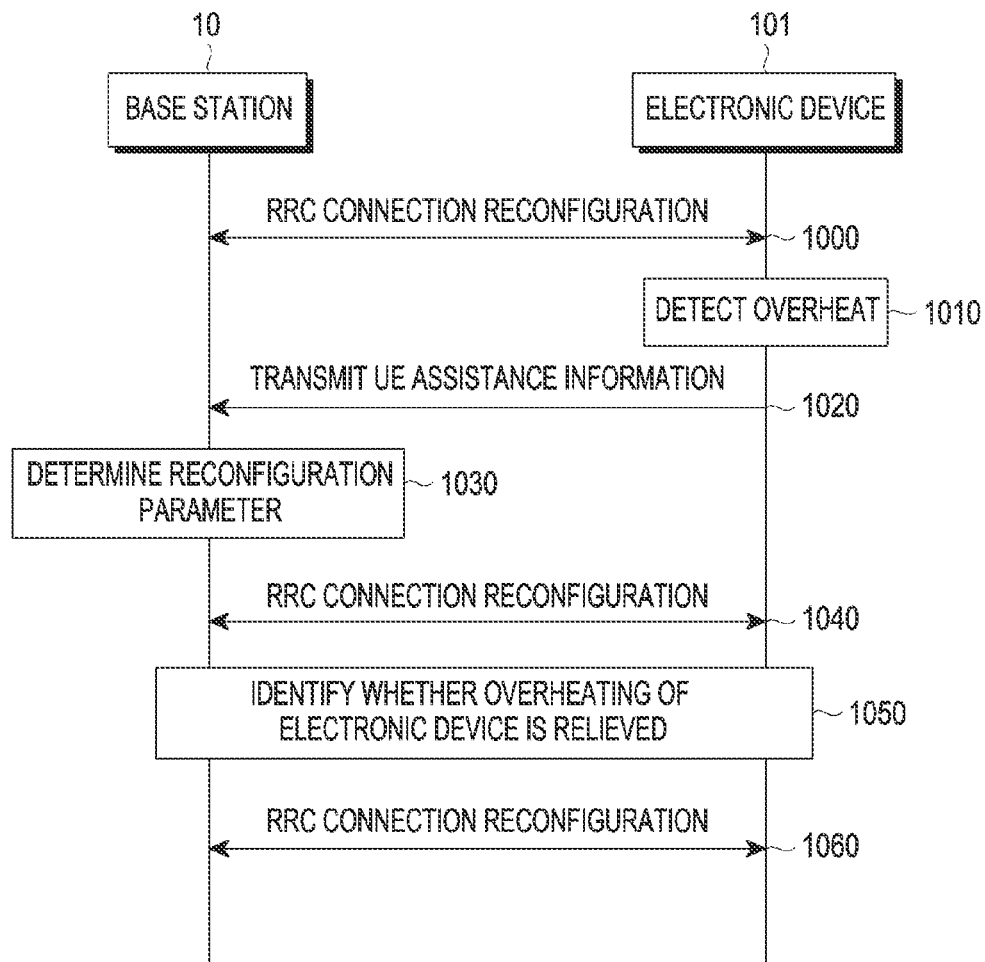 10
101
BASE STATION
ELECTRONIC DEVICE
RRC CONNECTION RECONFIGURATION
1000
DETECT OVERHEAT
1010
TRANSMIT UE ASSISTANCE INFORMATION
1020
DETERMINE RECONFIGURATION
PARAMETER
1030
RRC CONNECTION RECONFIGURATION
1040
IDENTIFY WHETHER OVERHEATING OF
ELECTRONIC DEVICE IS RELIEVED
1050
RRC CONNECTION RECONFIGURATION
1060